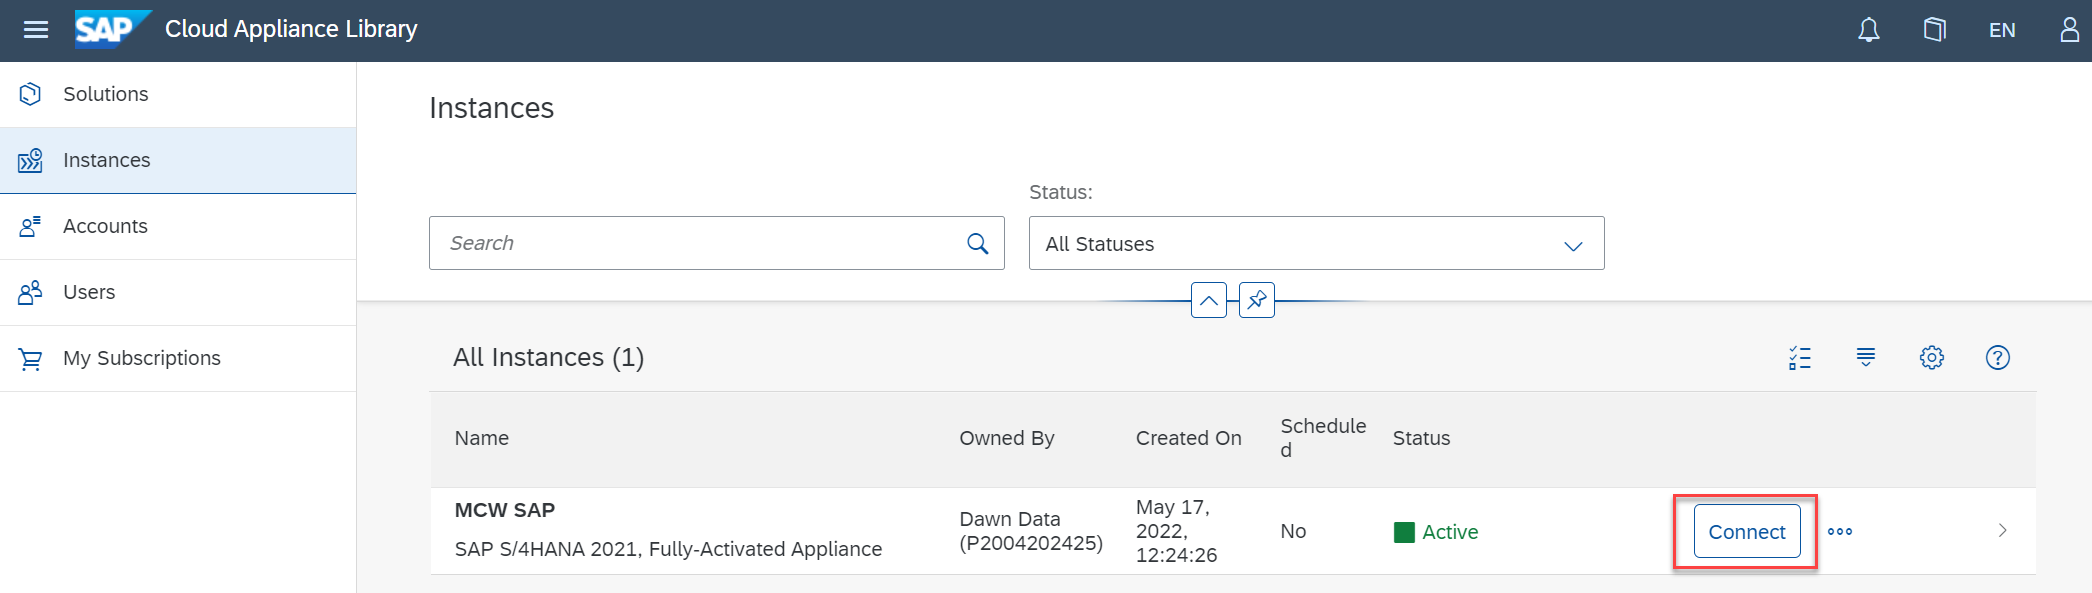 SAP Cloud Appliance Library EN
Solutions
Instances
Accounts
Users
My Subscriptions
Instances
Status:
Search
All Statuses
All Instances (1)
Name
Owned By
Created On
Schedule
d
Status
MCW SAP
SAP S/4HANA 2021, Fully-Activated Appliance
Dawn Data
(P2004202425)
May 17,
2022,
12:24:26
No
Active
Connect